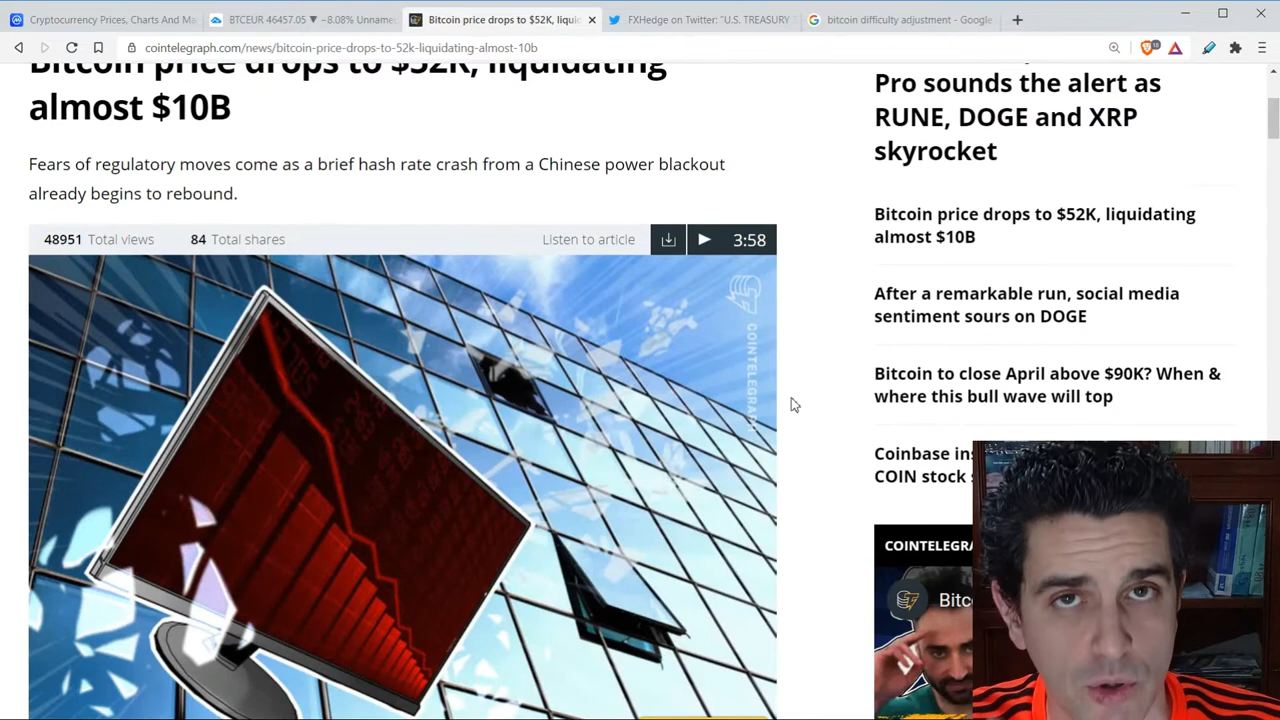 Cryptocurrency Prices, Charts And Ma
BTCEUR 46457.05 ▼ −8.08% Unname
Bitcoin price drops to $52K, liquic
FXHedge on Twitter: "U.S. TREASURY
bitcoin difficulty adjustment - Google
cointelegraph.com/news/bitcoin-price-drops-to-52k-liquidating-almost-10b
18
Bitcoin price drops to $52K, liquidating
almost $10B
Fears of regulatory moves come as a brief hash rate crash from a Chinese power blackout
already begins to rebound.
48951 Total views
84 Total shares
Listen to article
3:58
COINTELEGRAPH
Pro sounds the alert as
RUNE, DOGE and XRP
skyrocket
Bitcoin price drops to $52K, liquidating
almost $10B
After a remarkable run, social media
sentiment sours on DOGE
Bitcoin to close April above $90K? When &
where this bull wave will top
Coinbase in
COIN stock
COINTELEGRA
Bitc